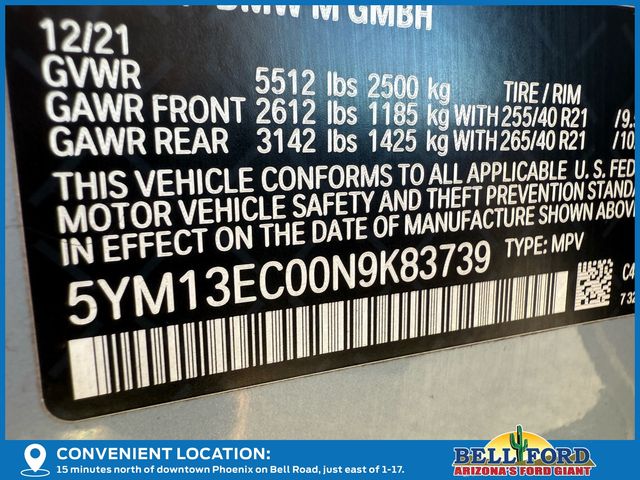 BMW M GMBH
12/21
GVWR 5512 lbs 2500 kg TIRE / RIM
GAWR FRONT 2612 lbs 1185 kg WITH 255/40 R21
GAWR REAR 3142 lbs 1425 kg WITH 265/40 R21 /10
THIS VEHICLE CONFORMS TO ALL APPLICABLE U.S. FED
MOTOR VEHICLE SAFETY AND THEFT PREVENTION STANDA
IN EFFECT ON THE DATE OF MANUFACTURE SHOWN ABOV
5YM13EC00N9K83739 TYPE: MPV
CONVENIENT LOCATION:
15 minutes north of downtown Phoenix on Bell Road, just east of 1-17.
BELL FORD
ARIZONA'S FORD GIANT